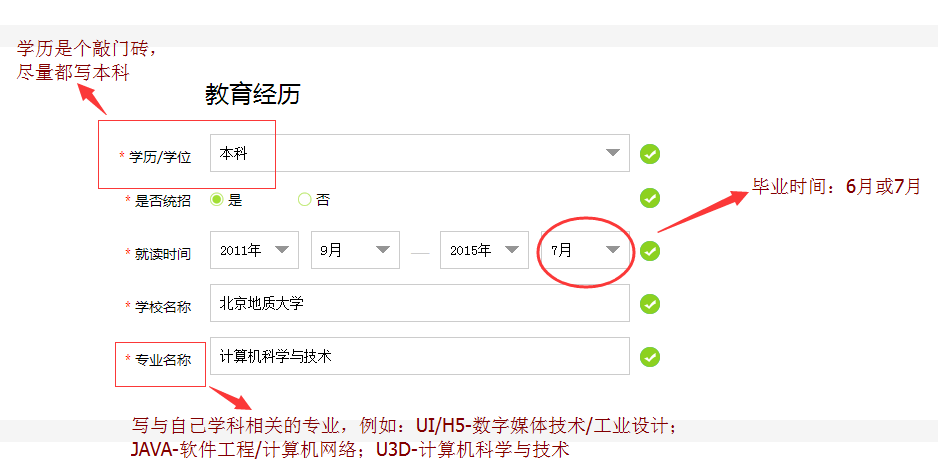 学历是个敲门砖，
尽量都写本科
教育经历
* 学历/学位 本科
* 是否统招 是 否
毕业时间：6月或7月
* 就读时间 2011年 9月 — 2015年 7月
* 学校名称 北京地质大学
* 专业名称 计算机科学与技术
写与自己学科相关的专业，例如：UI/H5-数字媒体技术/工业设计；
JAVA-软件工程/计算机网络；U3D-计算机科学与技术